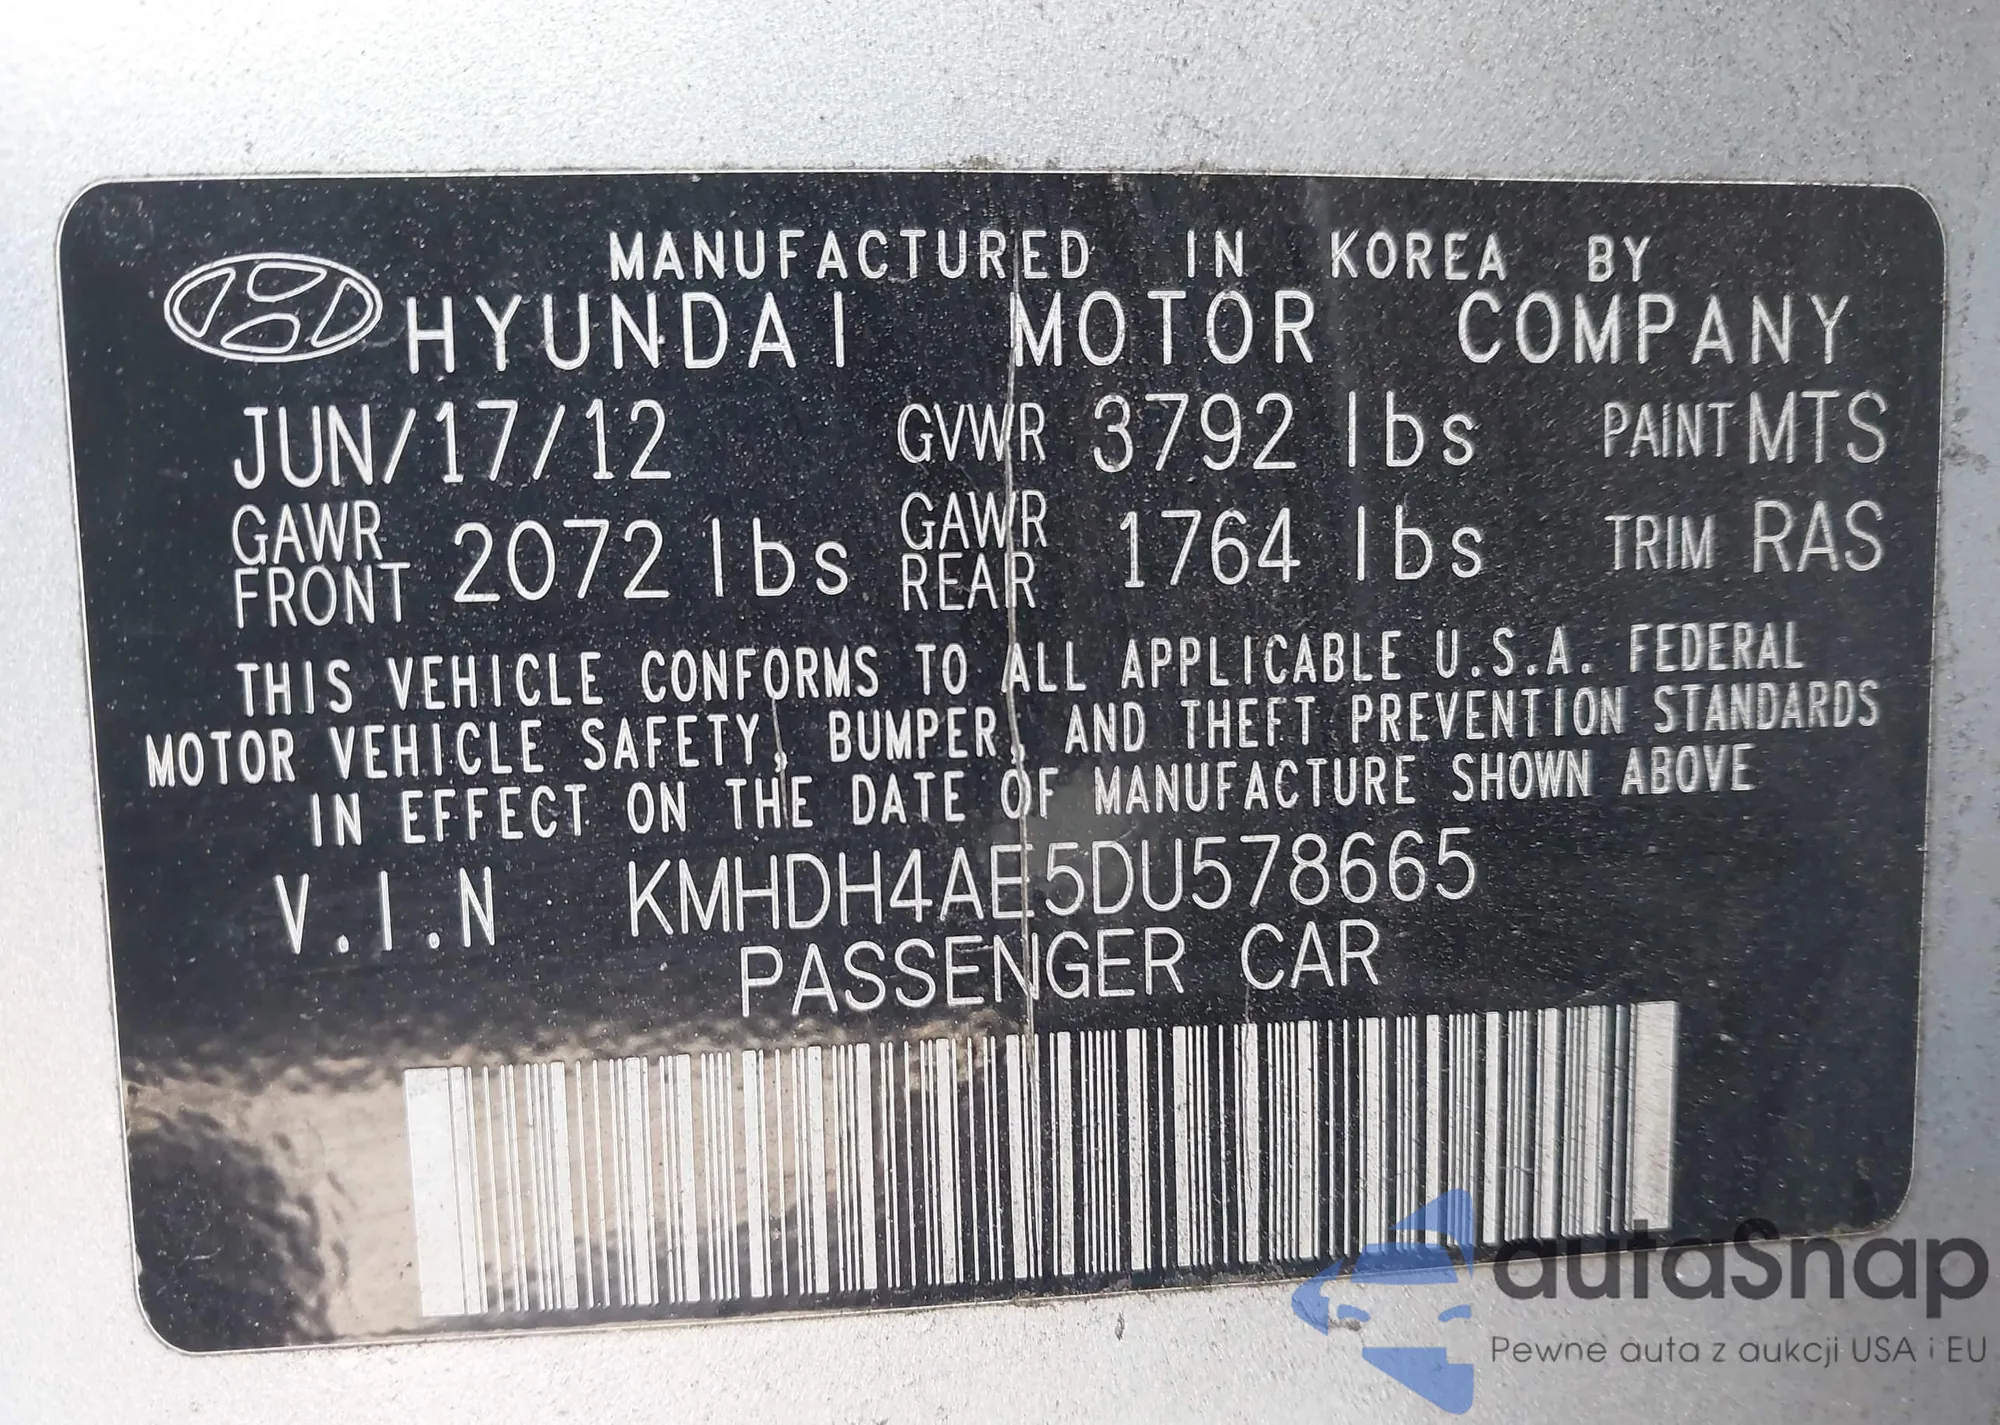 MANUFACTURED IN KOREA BY
HYUNDAI MOTOR COMPANY
JUN/17/12 GVWR 3792 lbs PAINT MTS
GAWR FRONT 2072 lbs GAWR REAR 1764 lbs TRIM RAS
THIS VEHICLE CONFORMS TO ALL APPLICABLE U.S.A. FEDERAL
MOTOR VEHICLE SAFETY, BUMPER, AND THEFT PREVENTION STANDARDS
IN EFFECT ON THE DATE OF MANUFACTURE SHOWN ABOVE
V.I.N KMHDH4AE5DU578665
PASSENGER CAR
autaSnap
Pewne auta z aukcji USA i EU